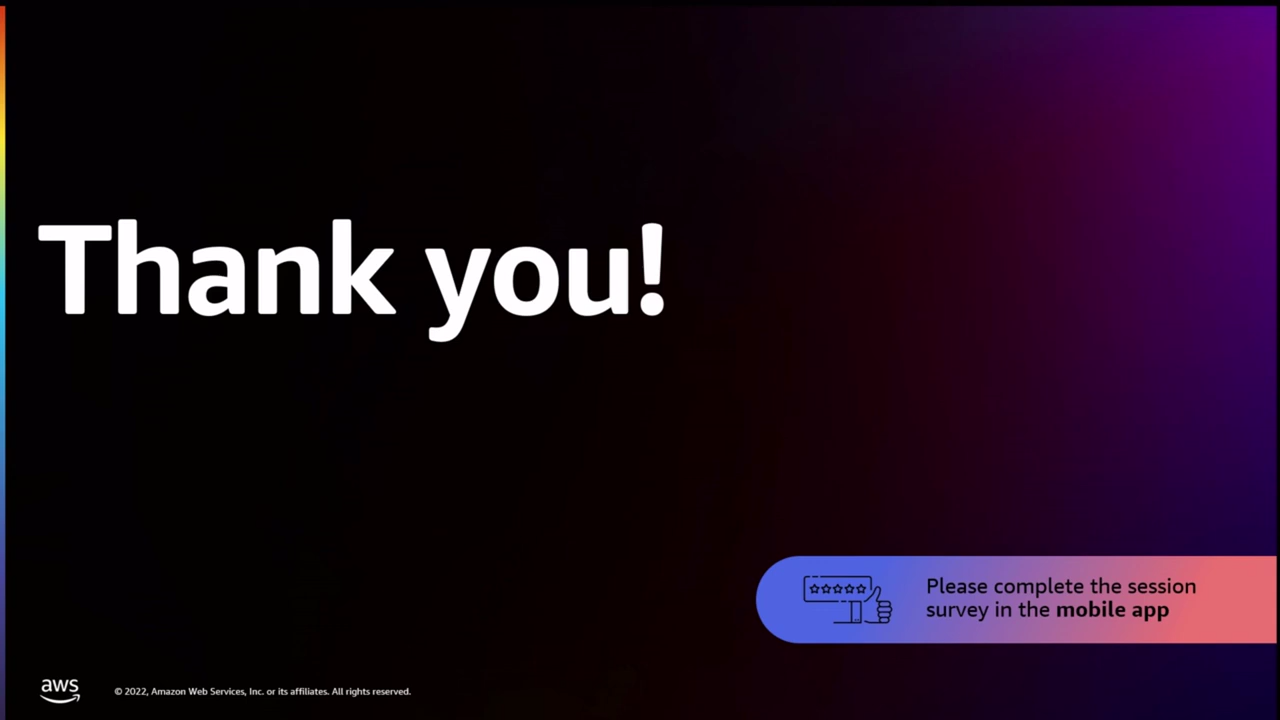 Thank you!
Please complete the session
survey in the mobile app
aws
© 2022, Amazon Web Services, Inc. or its affiliates. All rights reserved.